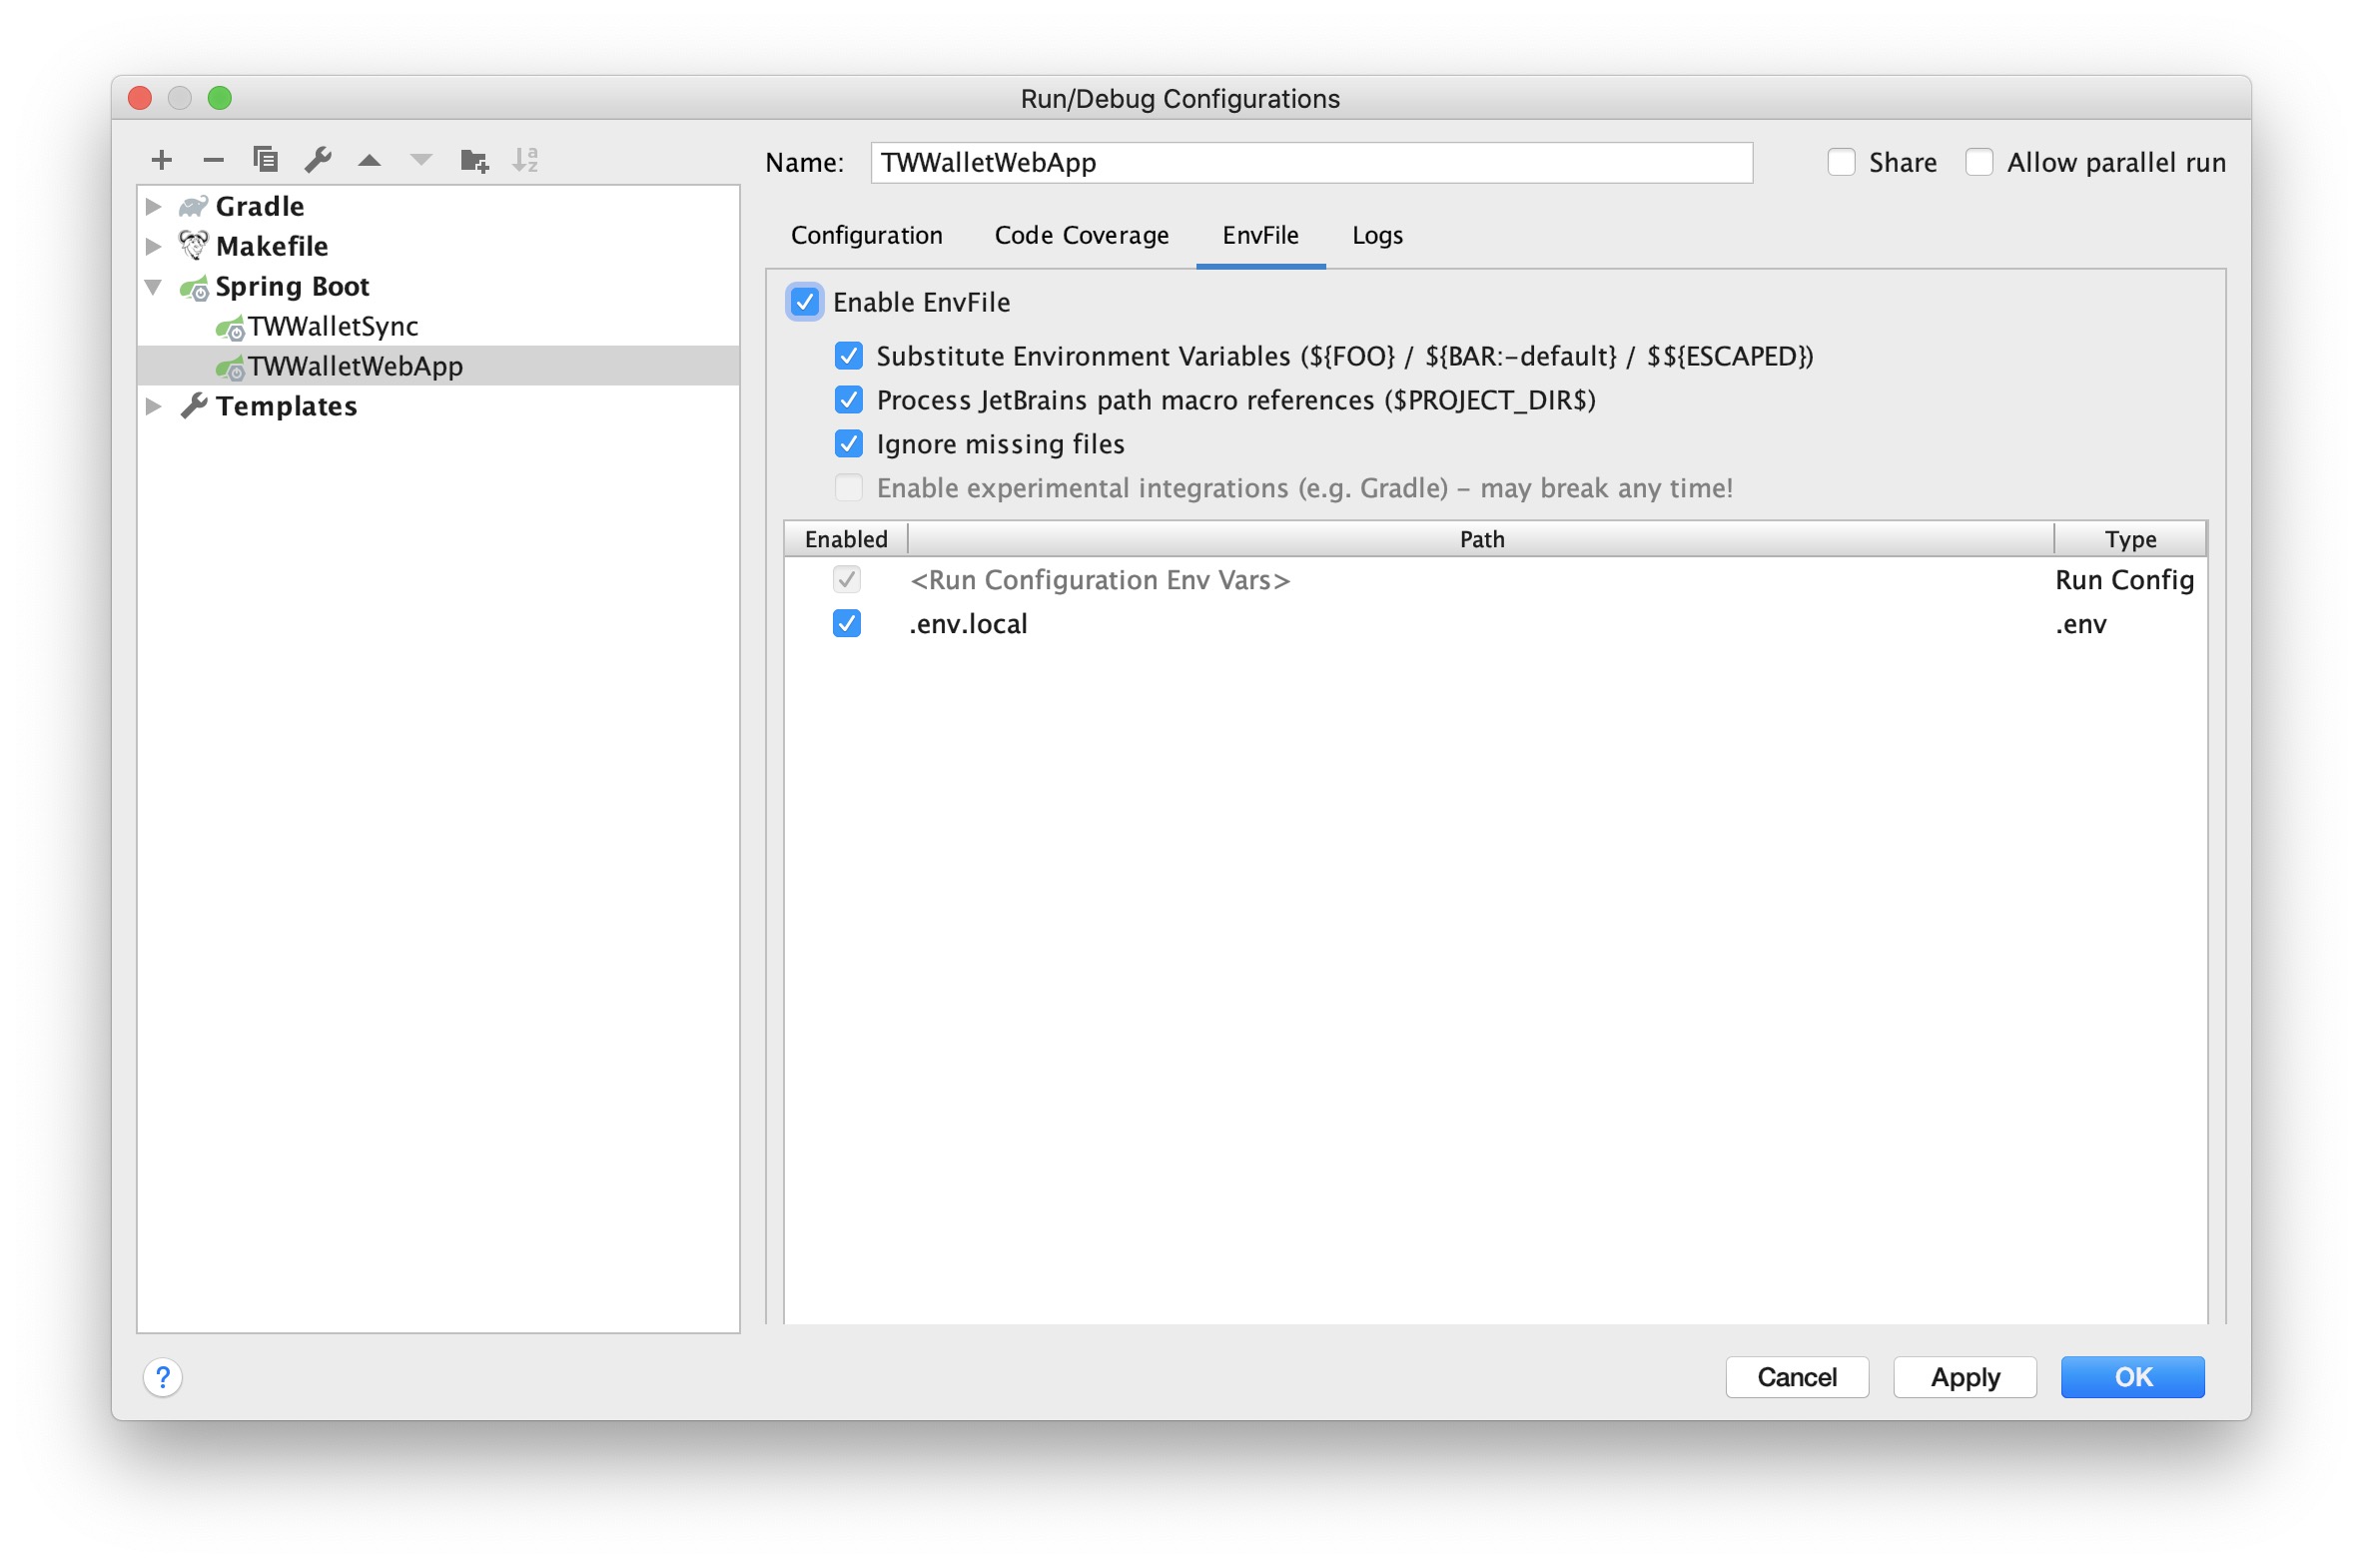 Run/Debug Configurations
Name: TWWalletWebApp Share Allow parallel run
Gradle
Makefile
Spring Boot
TWWalletSync
TWWalletWebApp
Templates
Configuration Code Coverage EnvFile Logs
Enable EnvFile
Substitute Environment Variables (${FOO} / ${BAR:-default} / $${ESCAPED})
Process JetBrains path macro references ($PROJECT_DIR$)
Ignore missing files
Enable experimental integrations (e.g. Gradle) - may break any time!
Enabled Path Type
<Run Configuration Env Vars> Run Config
.env.local .env
? Cancel Apply OK